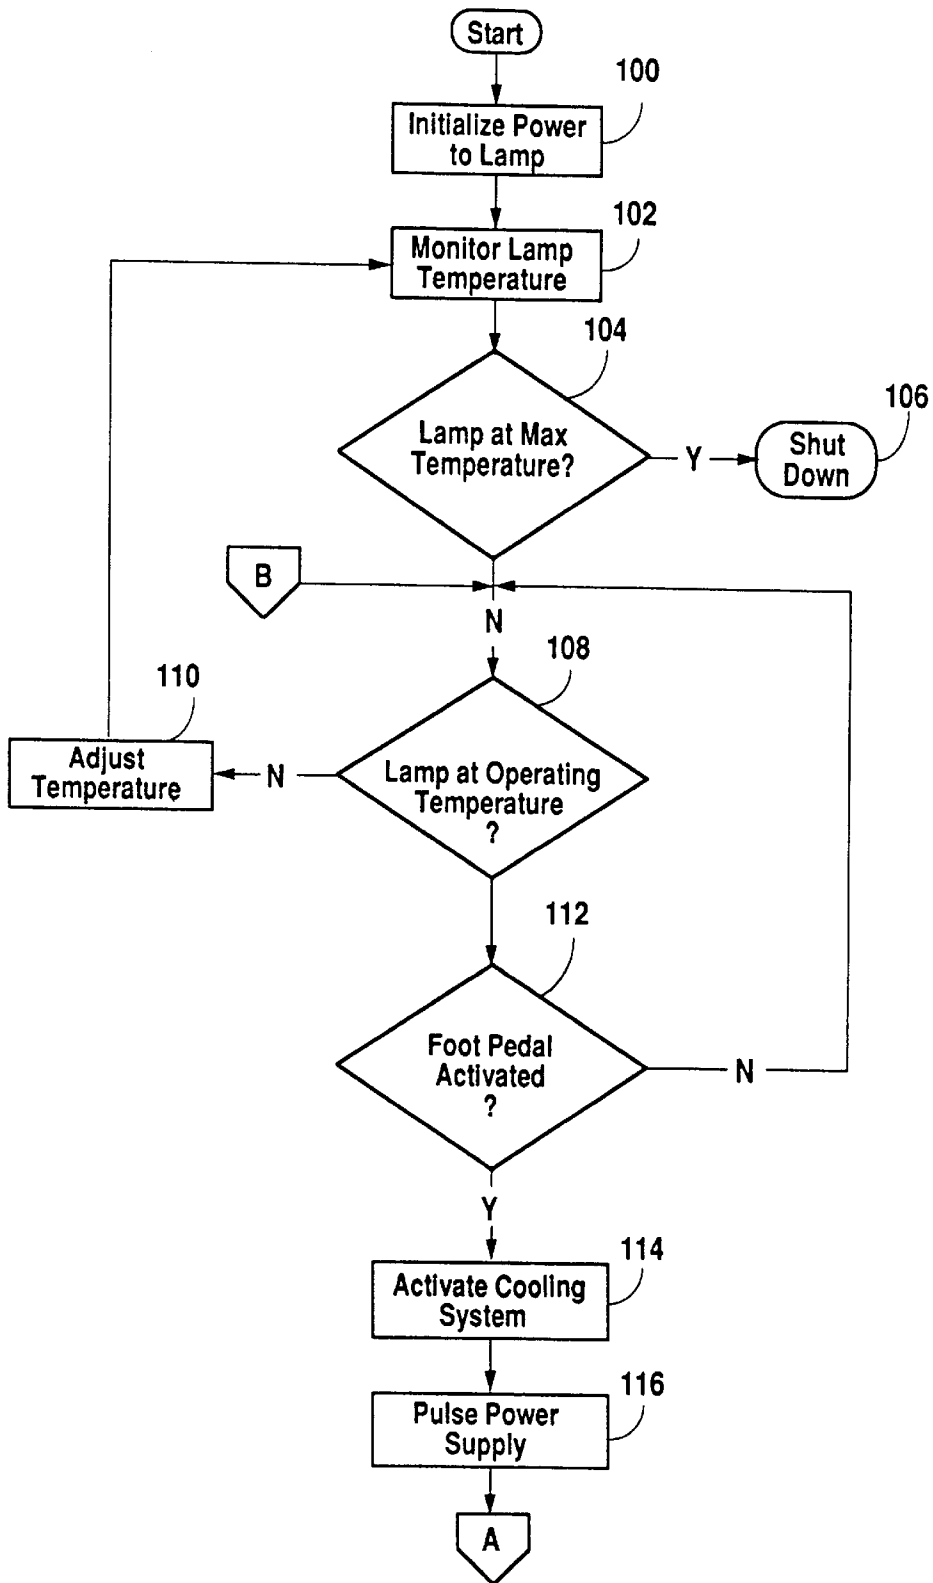 Start
100
Initialize Power
to Lamp
102
Monitor Lamp
Temperature
104
Lamp at Max
Temperature?
Y
106
Shut
Down
B
N
108
110
Adjust
Temperature
N
Lamp at Operating
Temperature
?
112
Foot Pedal
Activated
?
N
Y
114
Activate Cooling
System
116
Pulse Power
Supply
A